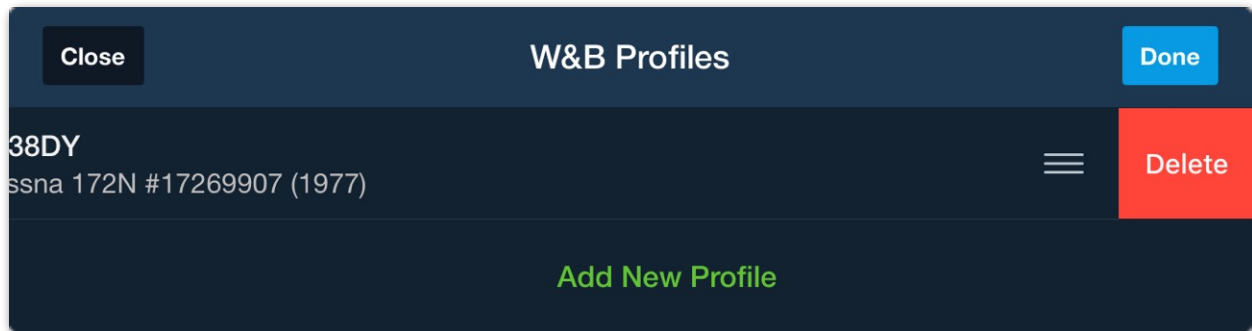 Close W&B Profiles Done
38DY
ssna 172N #17269907 (1977)
Delete
Add New Profile